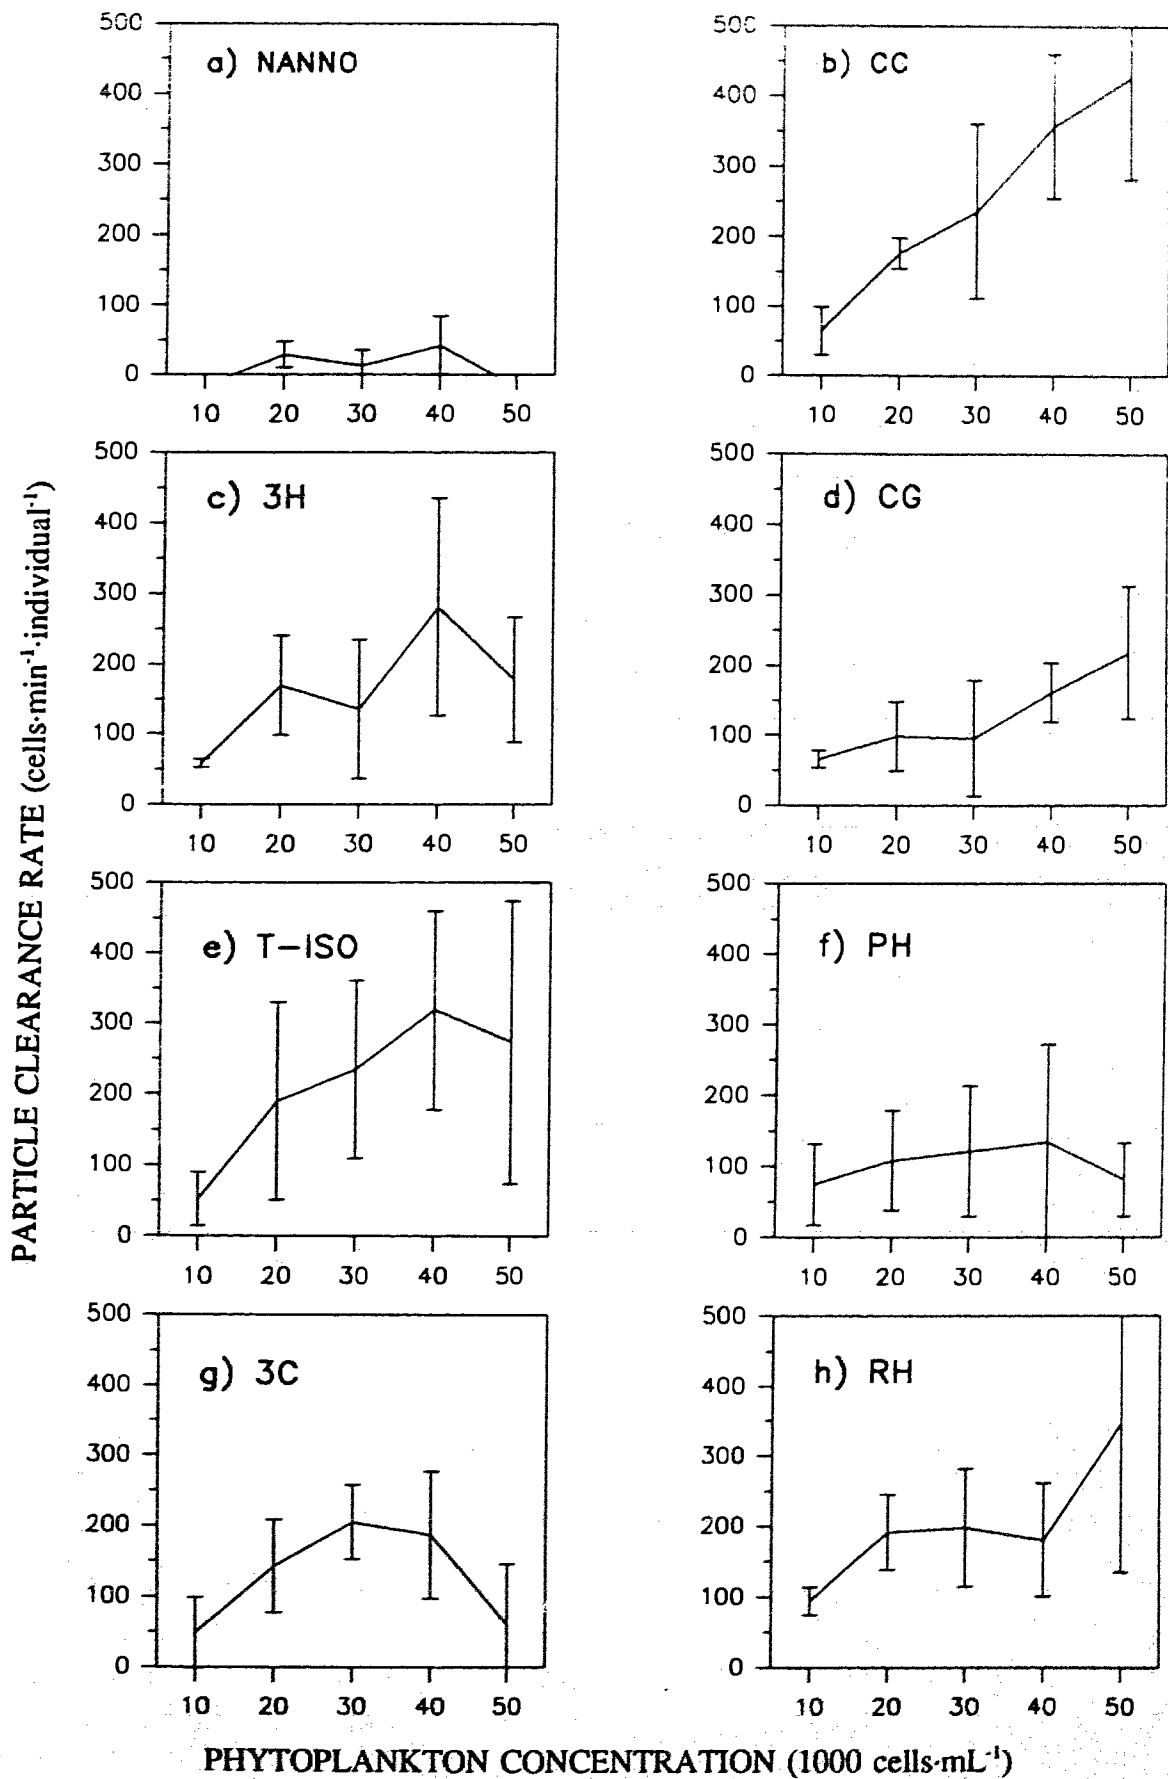 a) NANNO
500
400
300
200
100
0
10 20 30 40 50
b) CC
500
400
300
200
100
0
10 20 30 40 50
c) 3H
500
400
300
200
100
0
10 20 30 40 50
d) CG
500
400
300
200
100
0
10 20 30 40 50
e) T-ISO
500
400
300
200
100
0
10 20 30 40 50
f) PH
500
400
300
200
100
0
10 20 30 40 50
g) 3C
500
400
300
200
100
0
10 20 30 40 50
h) RH
500
400
300
200
100
0
10 20 30 40 50
PARTICLE CLEARANCE RATE (cells·min⁻¹·individual⁻¹)
PHYTOPLANKTON CONCENTRATION (1000 cells·mL⁻¹)